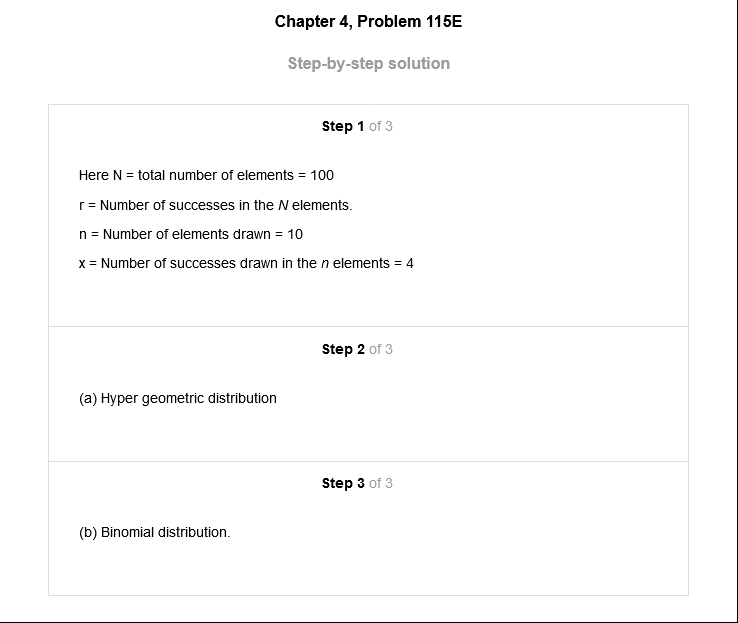 Chapter 4, Problem 115E
Step-by-step solution
Step 1 of 3
Here N = total number of elements = 100
r = Number of successes in the N elements.
n = Number of elements drawn = 10
x = Number of successes drawn in the n elements = 4
Step 2 of 3
(a) Hyper geometric distribution
Step 3 of 3
(b) Binomial distribution.